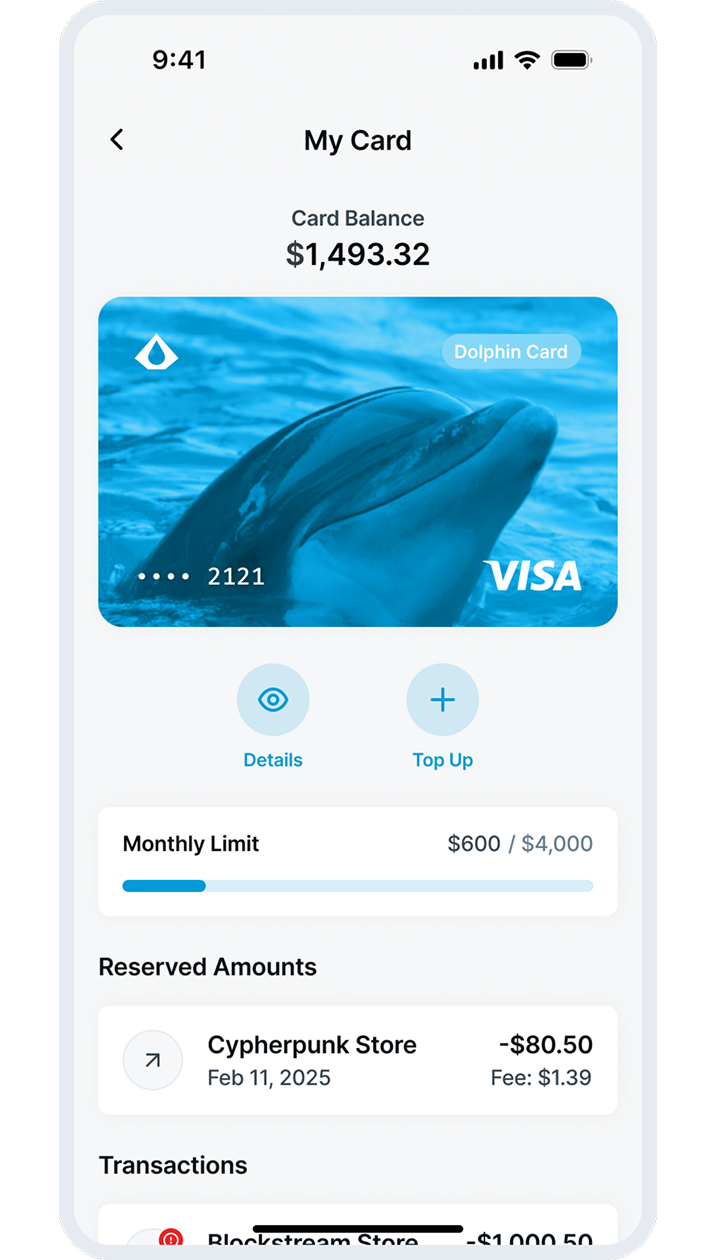 9:41
My Card
Card Balance
$1,493.32
Dolphin Card
•••• 2121
VISA
Details
Top Up
Monthly Limit
$600 / $4,000
Reserved Amounts
Cypherpunk Store
-$80.50
Feb 11, 2025
Fee: $1.39
Transactions
Blockstream Store
-$1,000.50